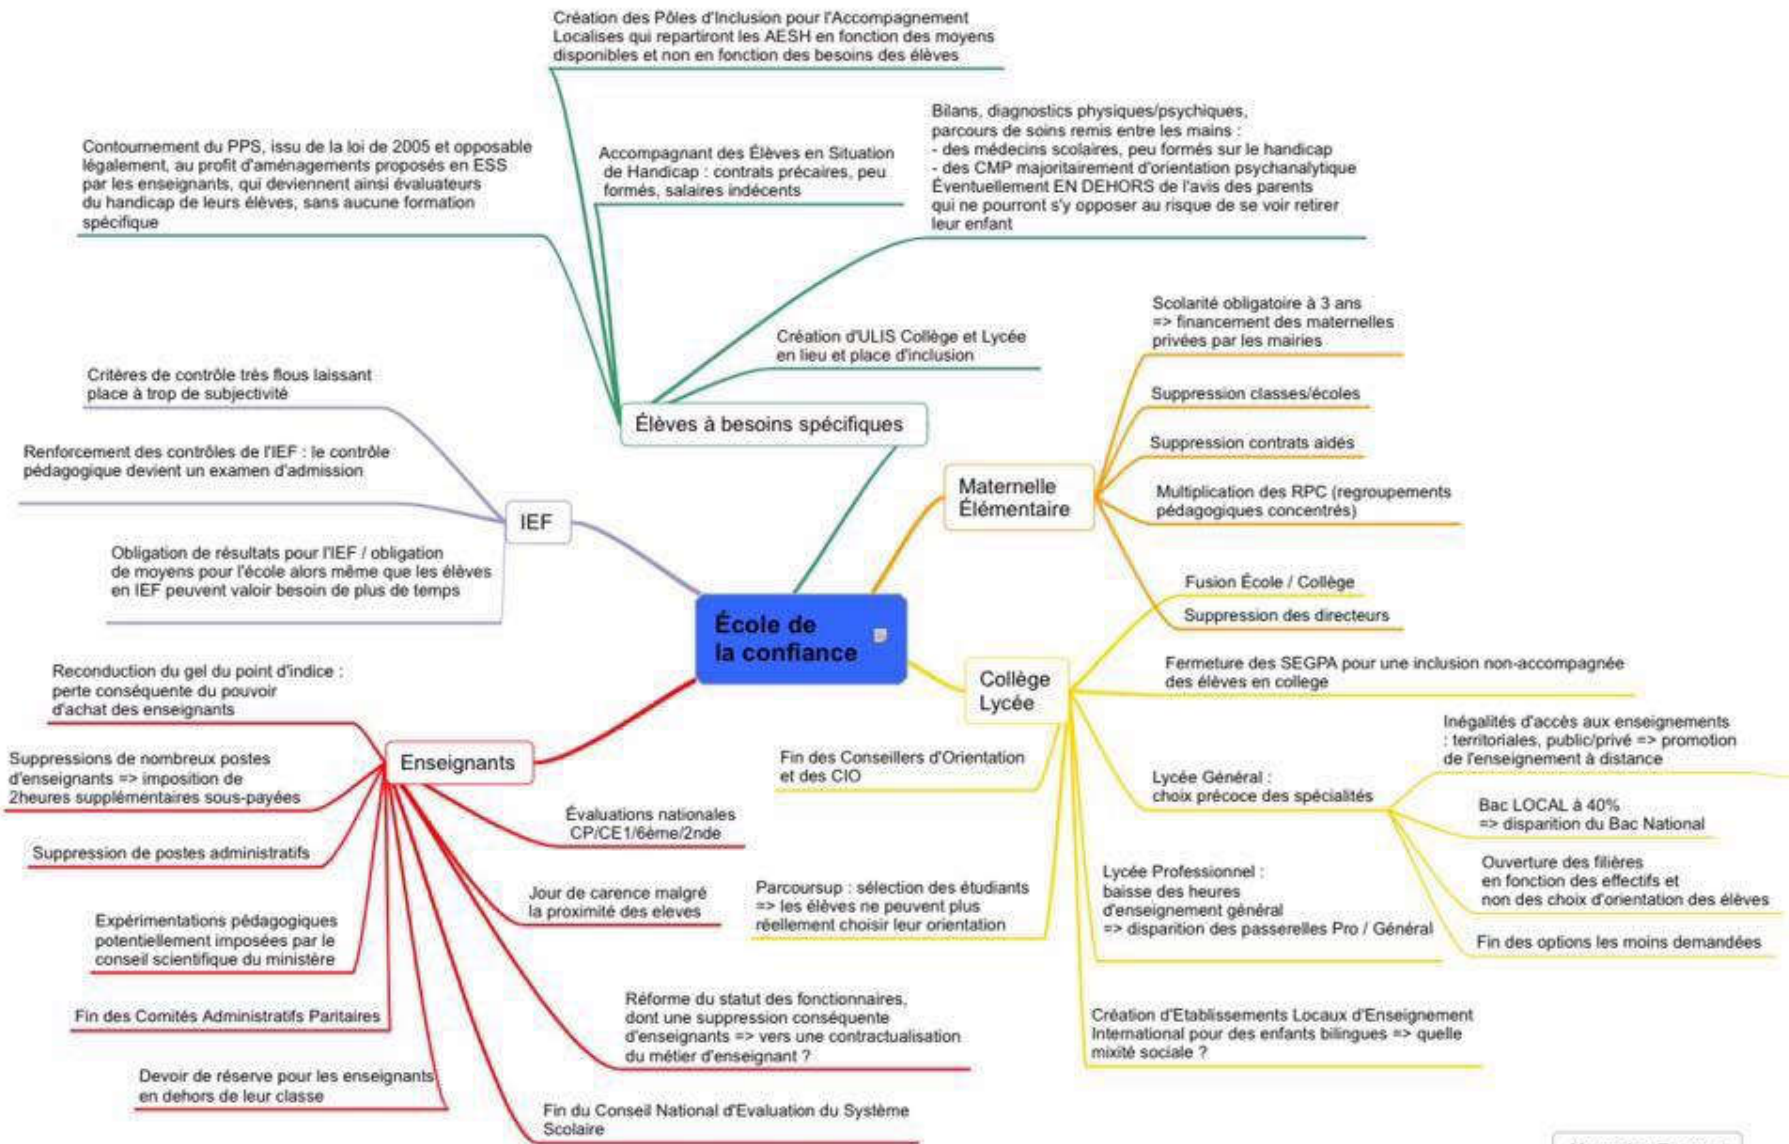 Création des Pôles d'Inclusion pour l'Accompagnement
Localises qui repartiront les AESH en fonction des moyens
disponibles et non en fonction des besoins des élèves
Contournement du PPS, issu de la loi de 2005 et opposable
légalement, au profit d'aménagements proposés en ESS
par les enseignants, qui deviennent ainsi évaluateurs
du handicap de leurs élèves, sans aucune formation
spécifique
Accompagnant des Élèves en Situation
de Handicap : contrats précaires, peu
formés, salaires indécents
Bilans, diagnostics physiques/psychiques,
parcours de soins remis entre les mains :
- des médecins scolaires, peu formés sur le handicap
- des CMP majoritairement d'orientation psychanalytique
Éventuellement EN DEHORS de l'avis des parents
qui ne pourront s'y opposer au risque de se voir retirer
leur enfant
Création d'ULIS Collège et Lycée
en lieu et place d'inclusion
Élèves à besoins spécifiques
Critères de contrôle très flous laissant
place à trop de subjectivité
Renforcement des contrôles de l'IEF : le contrôle
pédagogique devient un examen d'admission
IEF
Obligation de résultats pour l'IEF / obligation
de moyens pour l'école alors même que les élèves
en IEF peuvent valoir besoin de plus de temps
Scolarité obligatoire à 3 ans
=> financement des maternelles
privées par les mairies
Suppression classes/écoles
Suppression contrats aidés
Maternelle
Élémentaire
Multiplication des RPC (regroupements
pédagogiques concentrés)
Suppression des directeurs
École de
la confiance
Collège
Lycée
Fusion École / Collège
Fermeture des SEGPA pour une inclusion non-accompagnée
des élèves en college
Lycée Général :
choix précoce des spécialités
Inégalités d'accès aux enseignements
: territoriales, public/privé => promotion
de l'enseignement à distance
Bac LOCAL à 40%
=> disparition du Bac National
Ouverture des filières
en fonction des effectifs et
non des choix d'orientation des élèves
Fin des options les moins demandées
Fin des Conseillers d'Orientation
et des CIO
Parcoursup : sélection des étudiants
=> les élèves ne peuvent plus
réellement choisir leur orientation
Lycée Professionnel :
baisse des heures
d'enseignement général
=> disparition des passerelles Pro / Général
Création d'Etablissements Locaux d'Enseignement
International pour des enfants bilingues => quelle
mixité sociale ?
Enseignants
Reconduction du gel du point d'indice :
perte conséquente du pouvoir
d'achat des enseignants
Suppressions de nombreux postes
d'enseignants => imposition de
2heures supplémentaires sous-payées
Suppression de postes administratifs
Expérimentations pédagogiques
potentiellement imposées par le
conseil scientifique du ministère
Fin des Comités Administratifs Paritaires
Devoir de réserve pour les enseignants
en dehors de leur classe
Évaluations nationales
CP/CE1/6ème/2nde
Jour de carence malgré
la proximité des eleves
Réforme du statut des fonctionnaires,
dont une suppression conséquente
d'enseignants => vers une contractualisation
du métier d'enseignant ?
Fin du Conseil National d'Evaluation du Système
Scolaire